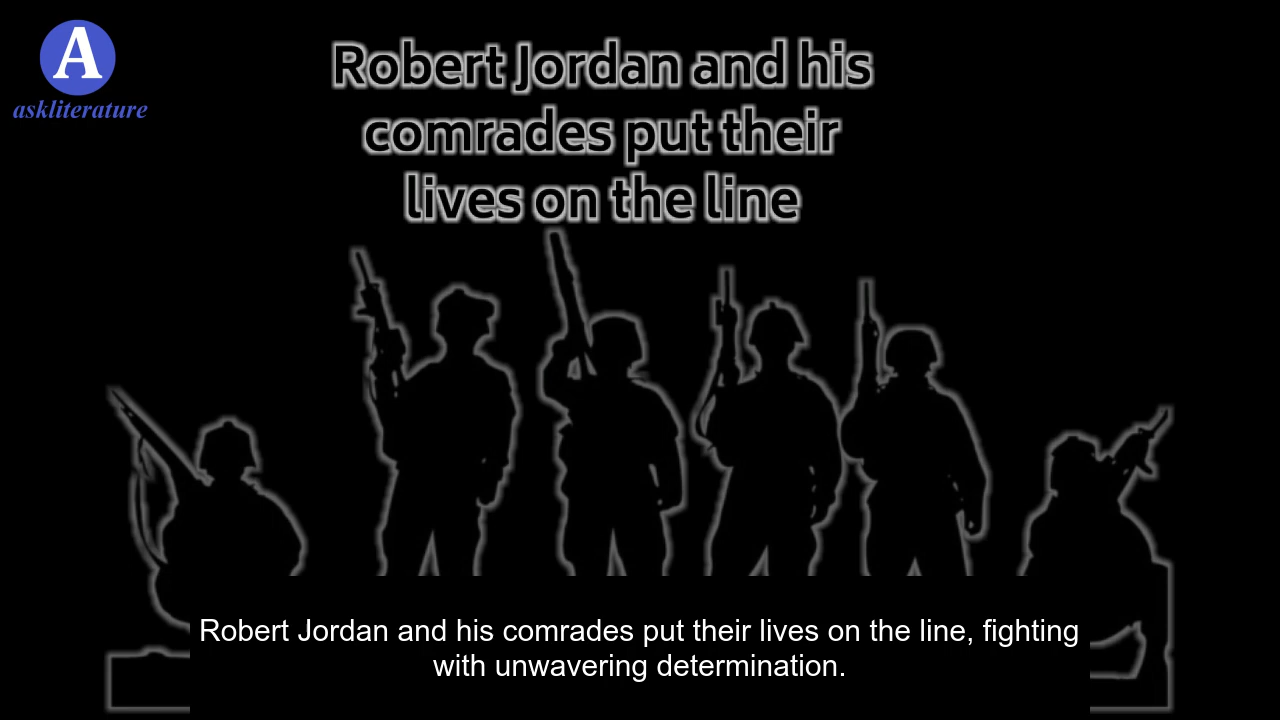 A
askliterature
Robert Jordan and his
comrades put their
lives on the line
Robert Jordan and his comrades put their lives on the line, fighting
with unwavering determination.